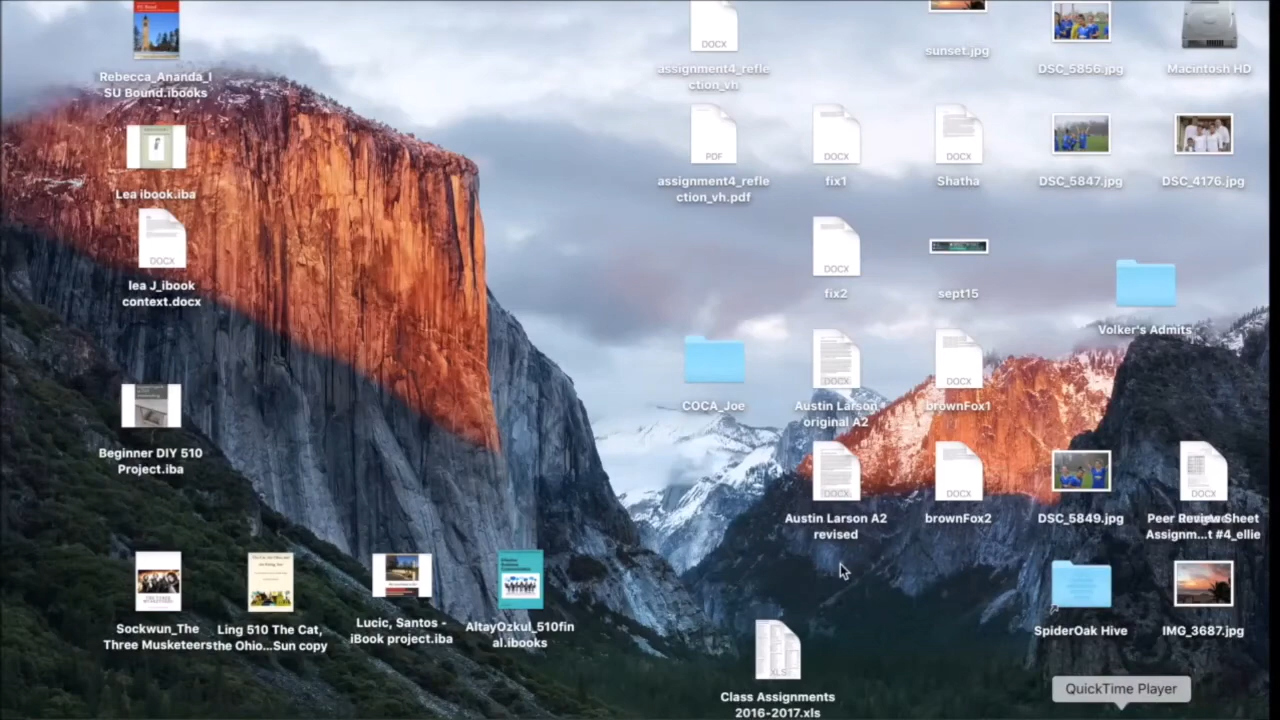 Rebecca_Ananda_I
SU Bound.ibooks
Lea ibook.iba
DOCX
lea J_ibook
context.docx
Beginner DIY 510
Project.iba
Sockwun_The
Three Musketeers
Ling 510 The Cat,
the Ohio...Sun copy
Lucic, Santos -
iBook project.iba
AltayOzkul_510fin
al.ibooks
DOCX
assignment4_refle
ction_vh
PDF
assignment4_refle
ction_vh.pdf
COCA_Joe
XLS
Class Assignments
2016-2017.xls
DOCX
fix1
DOCX
fix2
DOCX
Austin Larson
original A2
DOCX
Austin Larson A2
revised
sunset.jpg
DOCX
Shatha
sept15
DOCX
brownFox1
DOCX
brownFox2
DSC_5856.jpg
DSC_5847.jpg
Volker's Admits
DSC_5849.jpg
SpiderOak Hive
Macintosh HD
DSC_4176.jpg
DOCX
Peer Review Sheet
Assignm...t #4_ellie
IMG_3687.jpg
QuickTime Player